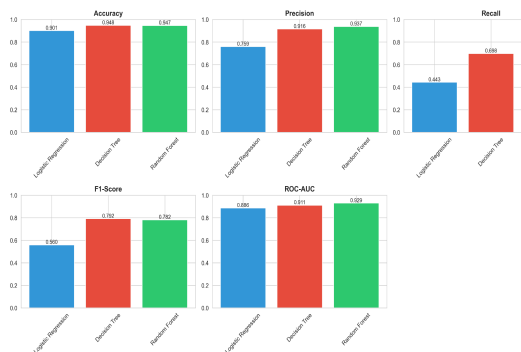 Accuracy
1.0
0.8
0.6
0.4
0.2
0.0
0.901
0.948
0.947
Logistic Regression
Decision Tree
Random Forest
Precision
1.0
0.8
0.6
0.4
0.2
0.0
0.759
0.916
0.937
Logistic Regression
Decision Tree
Random Forest
Recall
1.0
0.8
0.6
0.4
0.2
0.0
0.443
0.698
Logistic Regression
Decision Tree
F1-Score
1.0
0.8
0.6
0.4
0.2
0.0
0.560
0.792
0.782
Logistic Regression
Decision Tree
Random Forest
ROC-AUC
1.0
0.8
0.6
0.4
0.2
0.0
0.886
0.911
0.929
Logistic Regression
Decision Tree
Random Forest